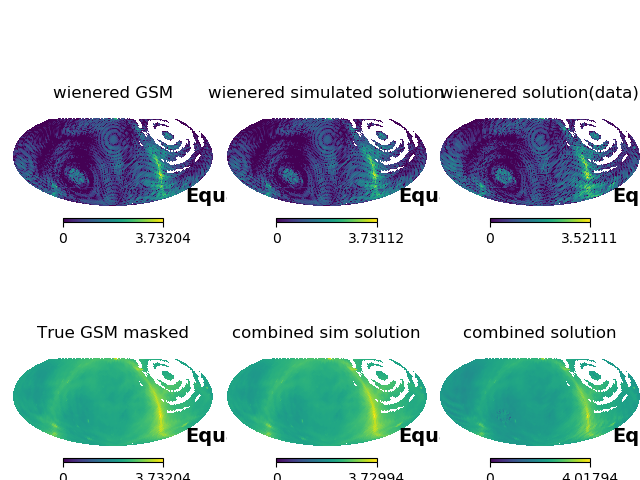 wienered GSM
wienered simulated solution
wienered solution(data)
Equ
Equ
Eq
0 3.73204
0 3.73112
0 3.52111
True GSM masked
combined sim solution
combined solution
Equ
Equ
Eq
0 3.73204
0 3.72994
0 4.01794